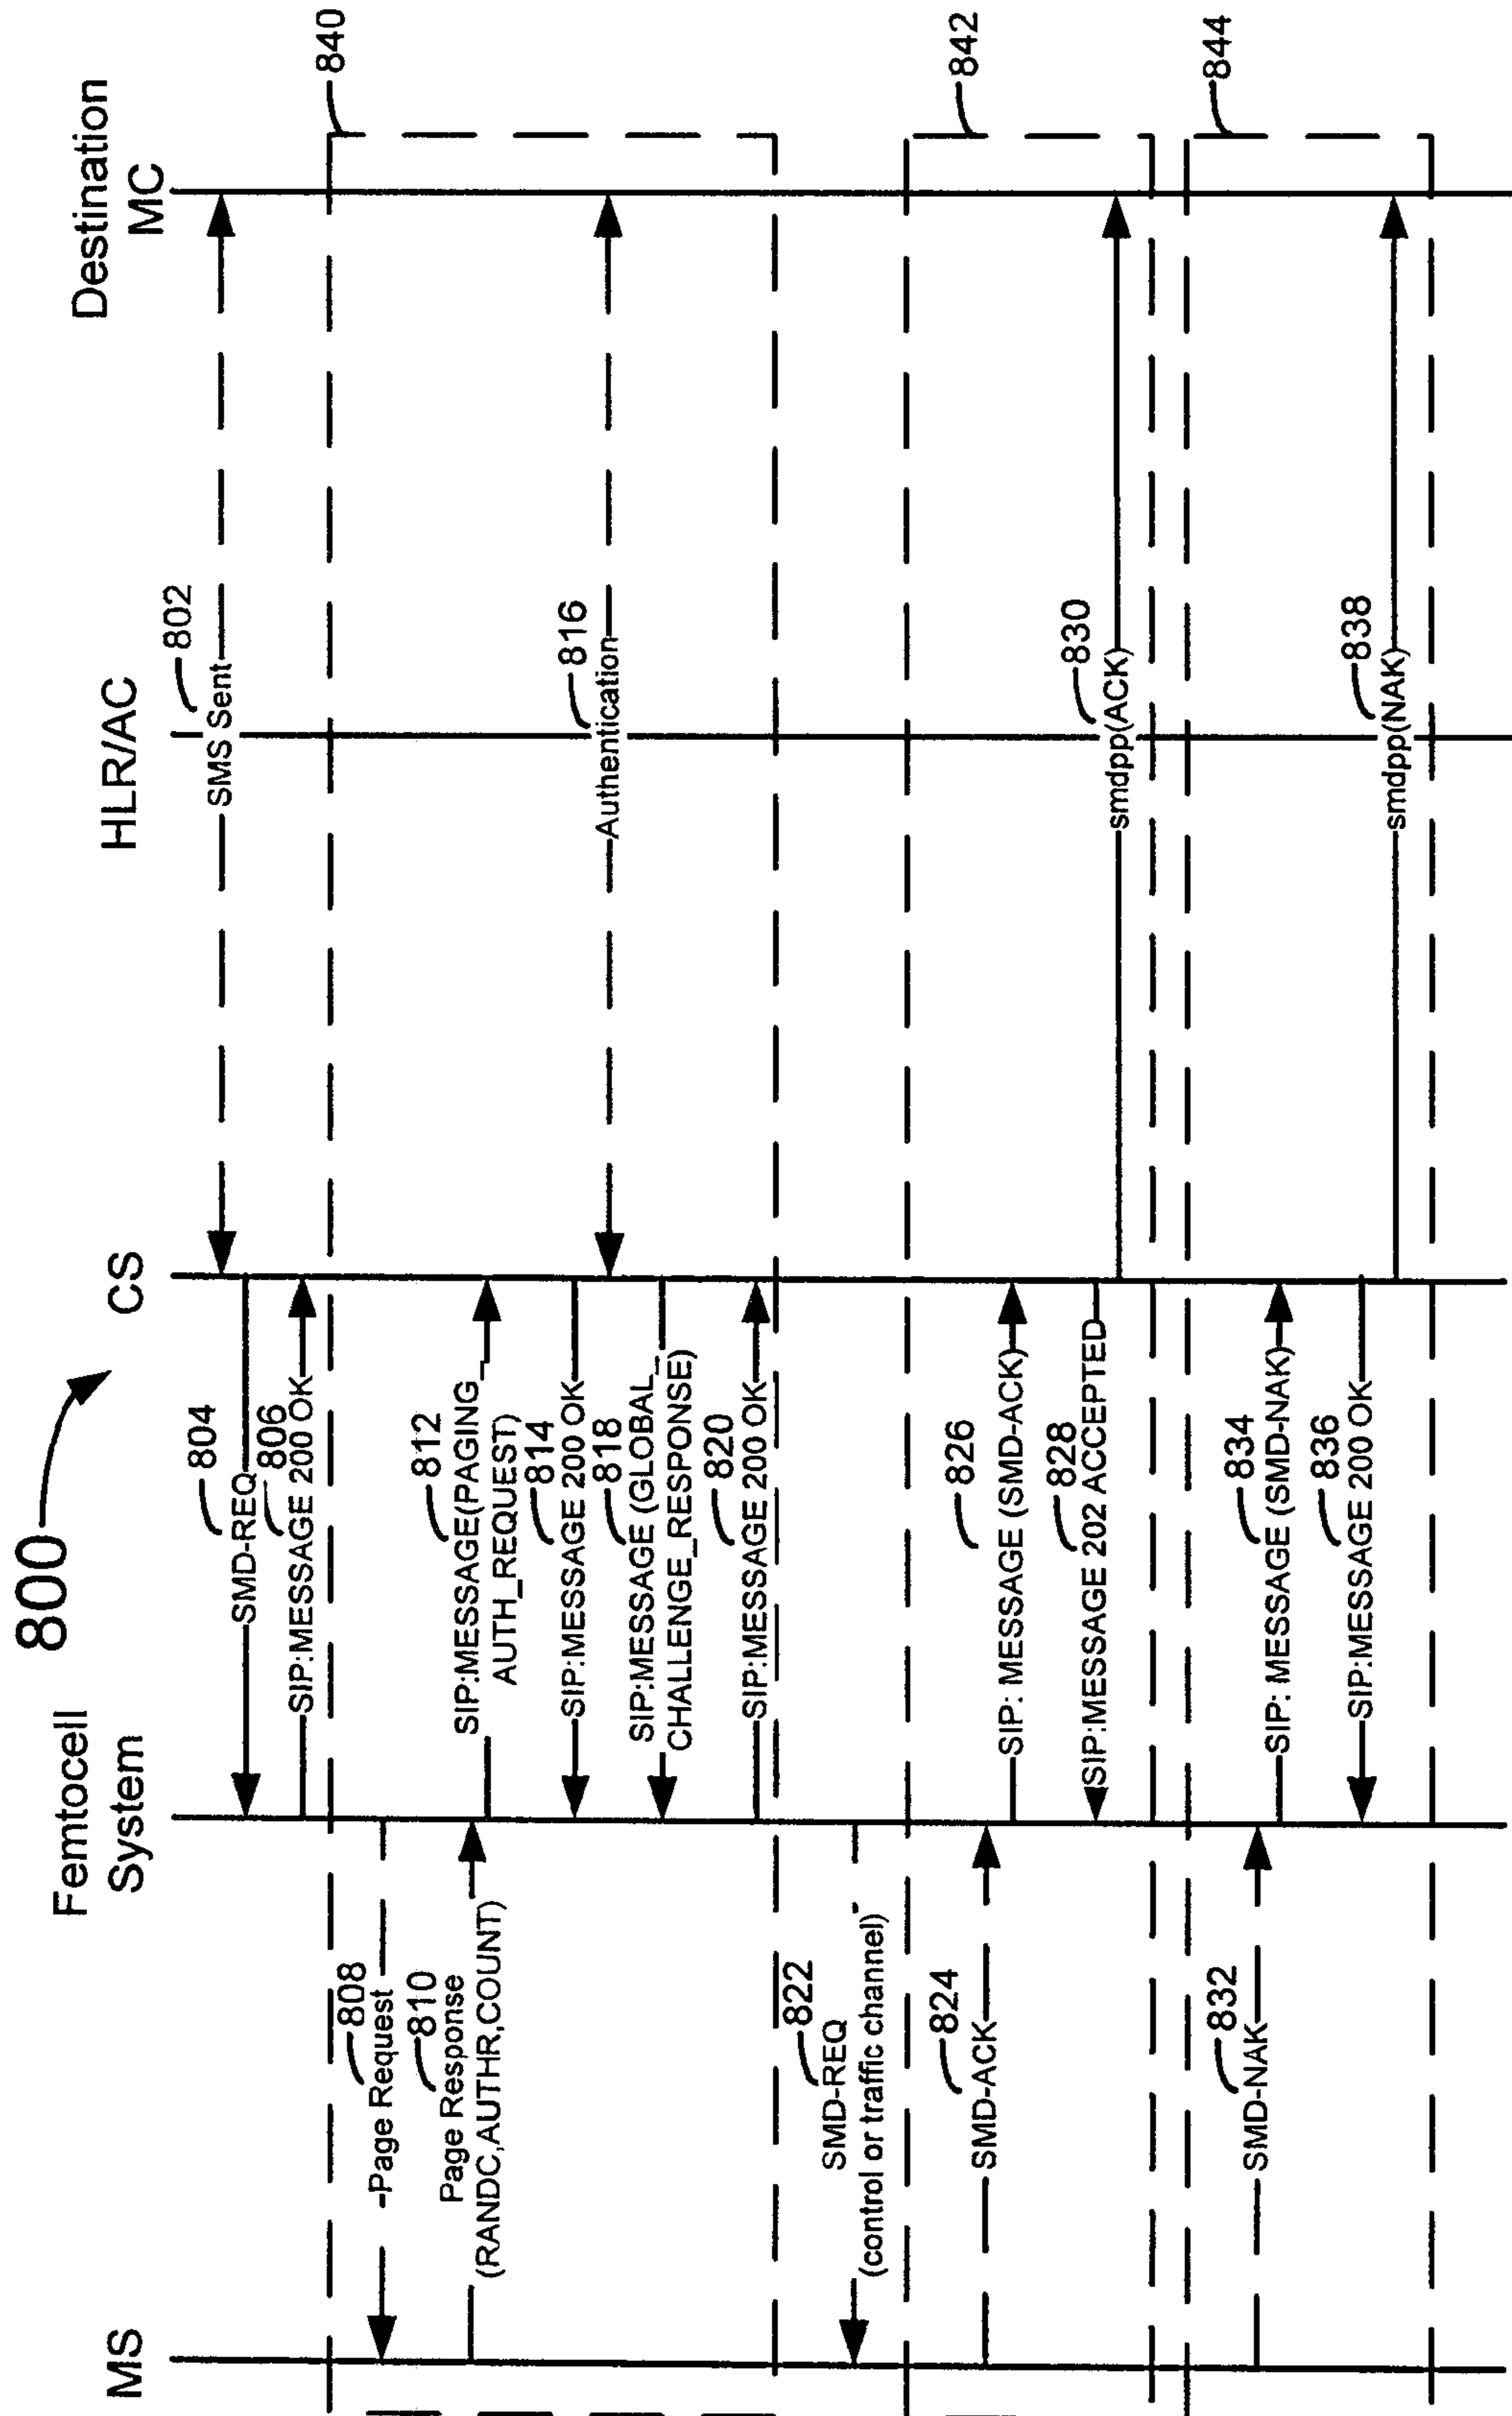 800
MS
Femtocell
System
CS
HLR/AC
Destination
MC
802
SMS Sent
804
SMD-REQ
806
SIP:MESSAGE 200 OK
840
808
Page Request
810
Page Response
(RANDC,AUTHR,COUNT)
812
SIP:MESSAGE(PAGING_
AUTH_REQUEST)
814
SIP:MESSAGE 200 OK
816
Authentication
818
SIP:MESSAGE (GLOBAL_
CHALLENGE_RESPONSE)
820
SIP:MESSAGE 200 OK
822
SMD-REQ
(control or traffic channel)
842
824
SMD-ACK
826
SIP: MESSAGE (SMD-ACK)
828
SIP:MESSAGE 202 ACCEPTED
830
smdpp(ACK)
844
832
SMD-NAK
834
SIP: MESSAGE (SMD-NAK)
836
SIP:MESSAGE 200 OK
838
smdpp(NAK)